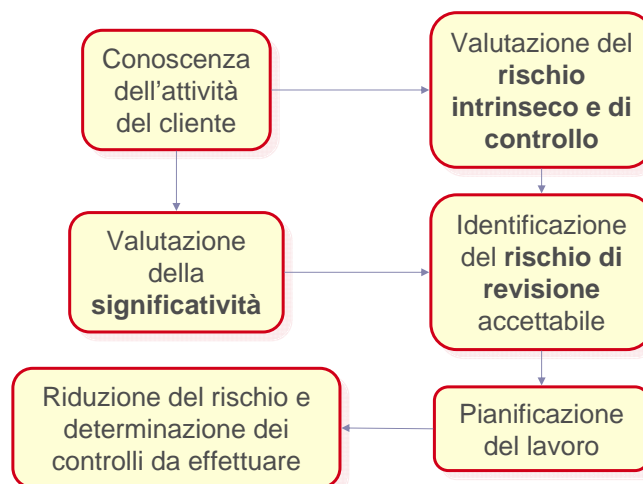 Conoscenza
dell'attività
del cliente
Valutazione del
rischio
intrinseco e di
controllo
Valutazione
della
significatività
Identificazione
del rischio di
revisione
accettabile
Riduzione del rischio e
determinazione dei
controlli da effettuare
Pianificazione
del lavoro